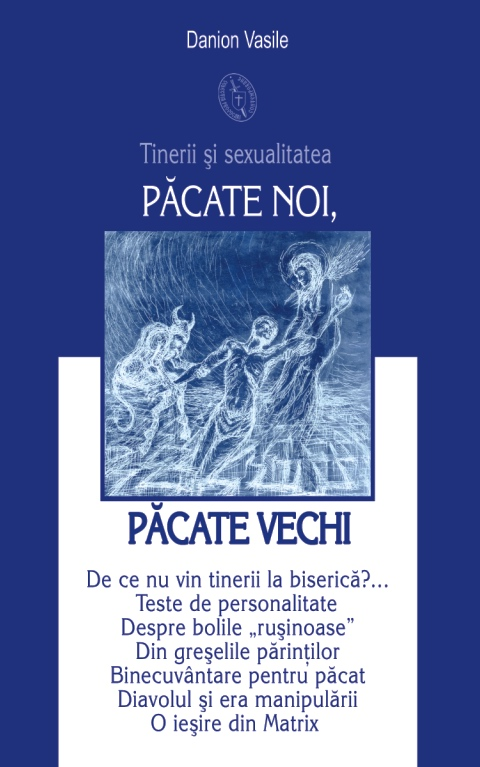 Danion Vasile
Tinerii şi sexualitatea
PĂCATE NOI,
PĂCATE VECHI
De ce nu vin tinerii la biserică?...
Teste de personalitate
Despre bolile „ruşinoase”
Din greşelile părinţilor
Binecuvântare pentru păcat
Diavolul şi era manipulării
O ieşire din Matrix